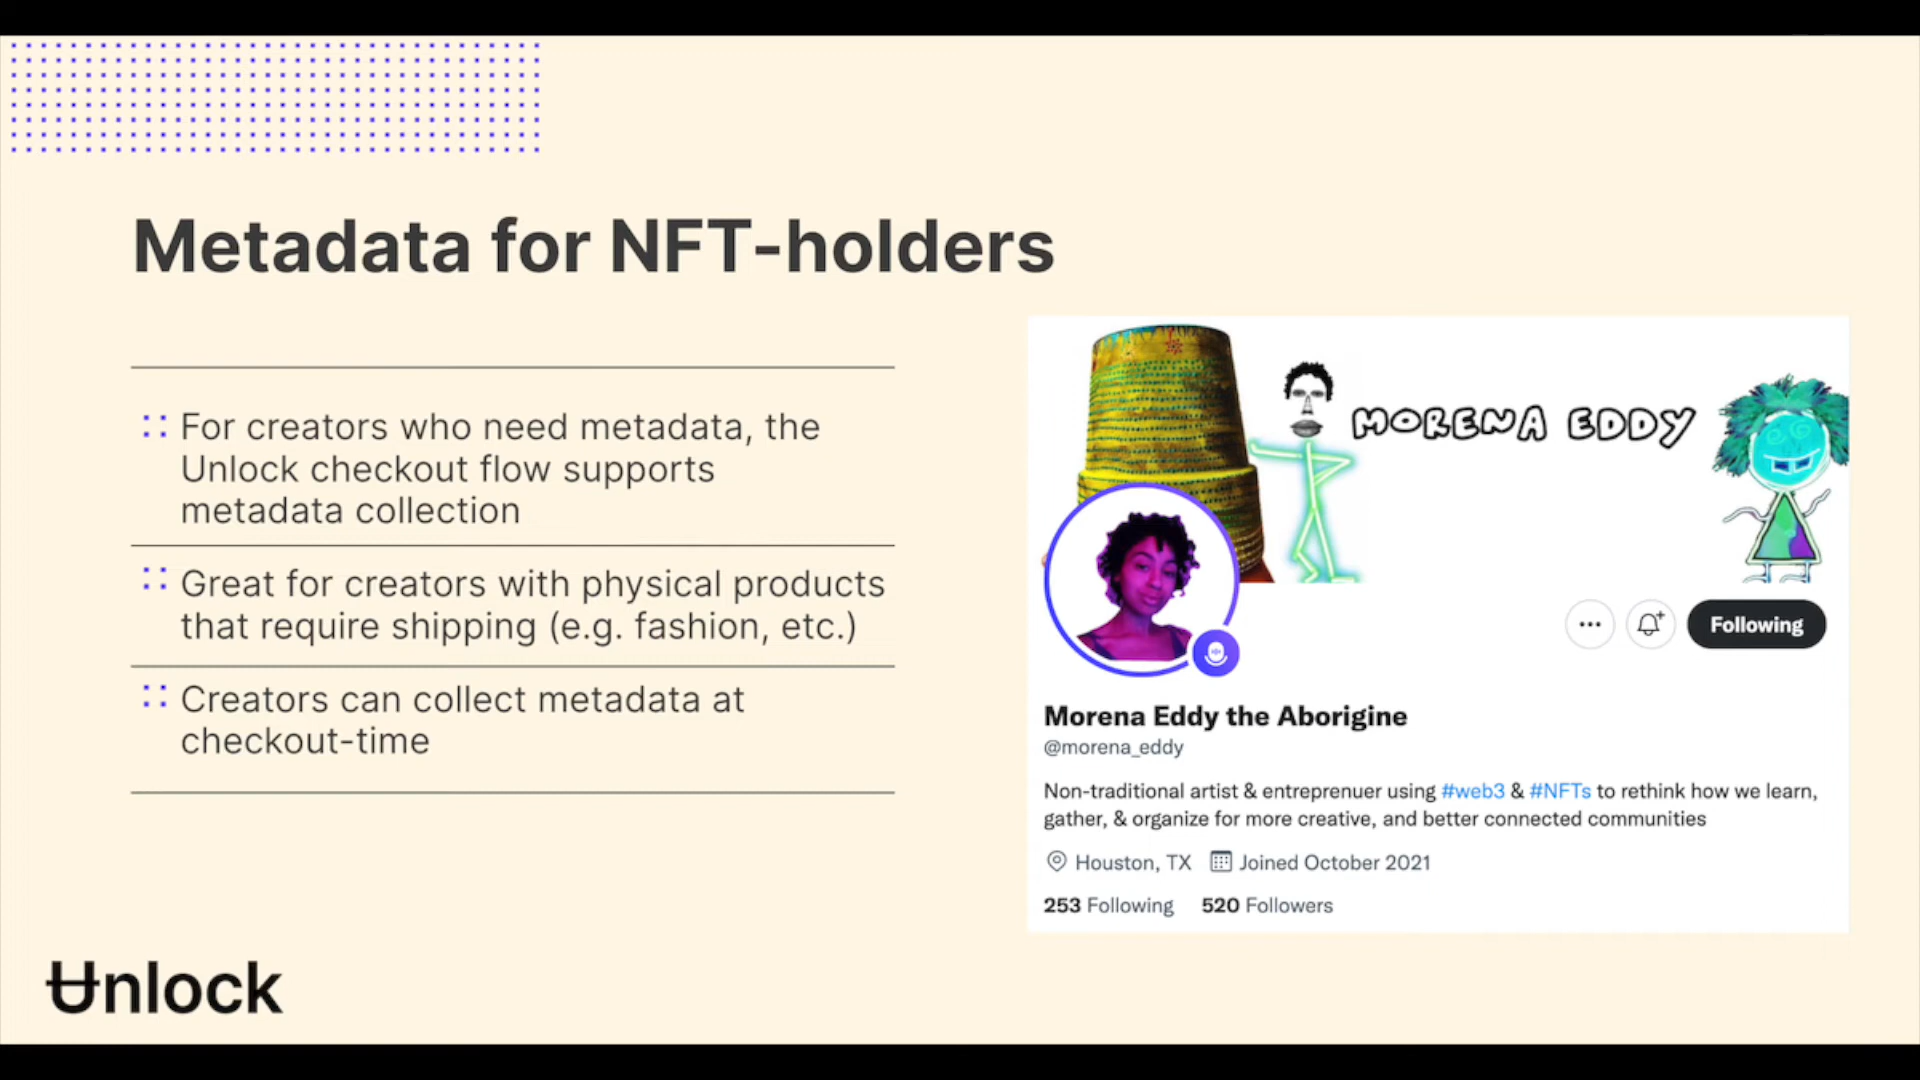 Metadata for NFT-holders
For creators who need metadata, the
Unlock checkout flow supports
metadata collection
Great for creators with physical products
that require shipping (e.g. fashion, etc.)
Creators can collect metadata at
checkout-time
Unlock
MORENA EDDY
Following
Morena Eddy the Aborigine
@morena_eddy
Non-traditional artist & entreprenuer using #web3 & #NFTs to rethink how we learn,
gather, & organize for more creative, and better connected communities
Houston, TX Joined October 2021
253 Following 520 Followers